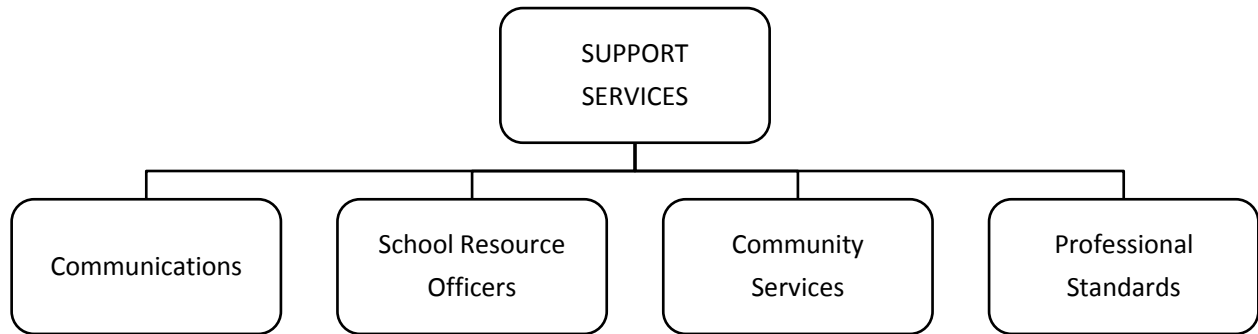 SUPPORT
SERVICES
Communications
School Resource
Officers
Community
Services
Professional
Standards